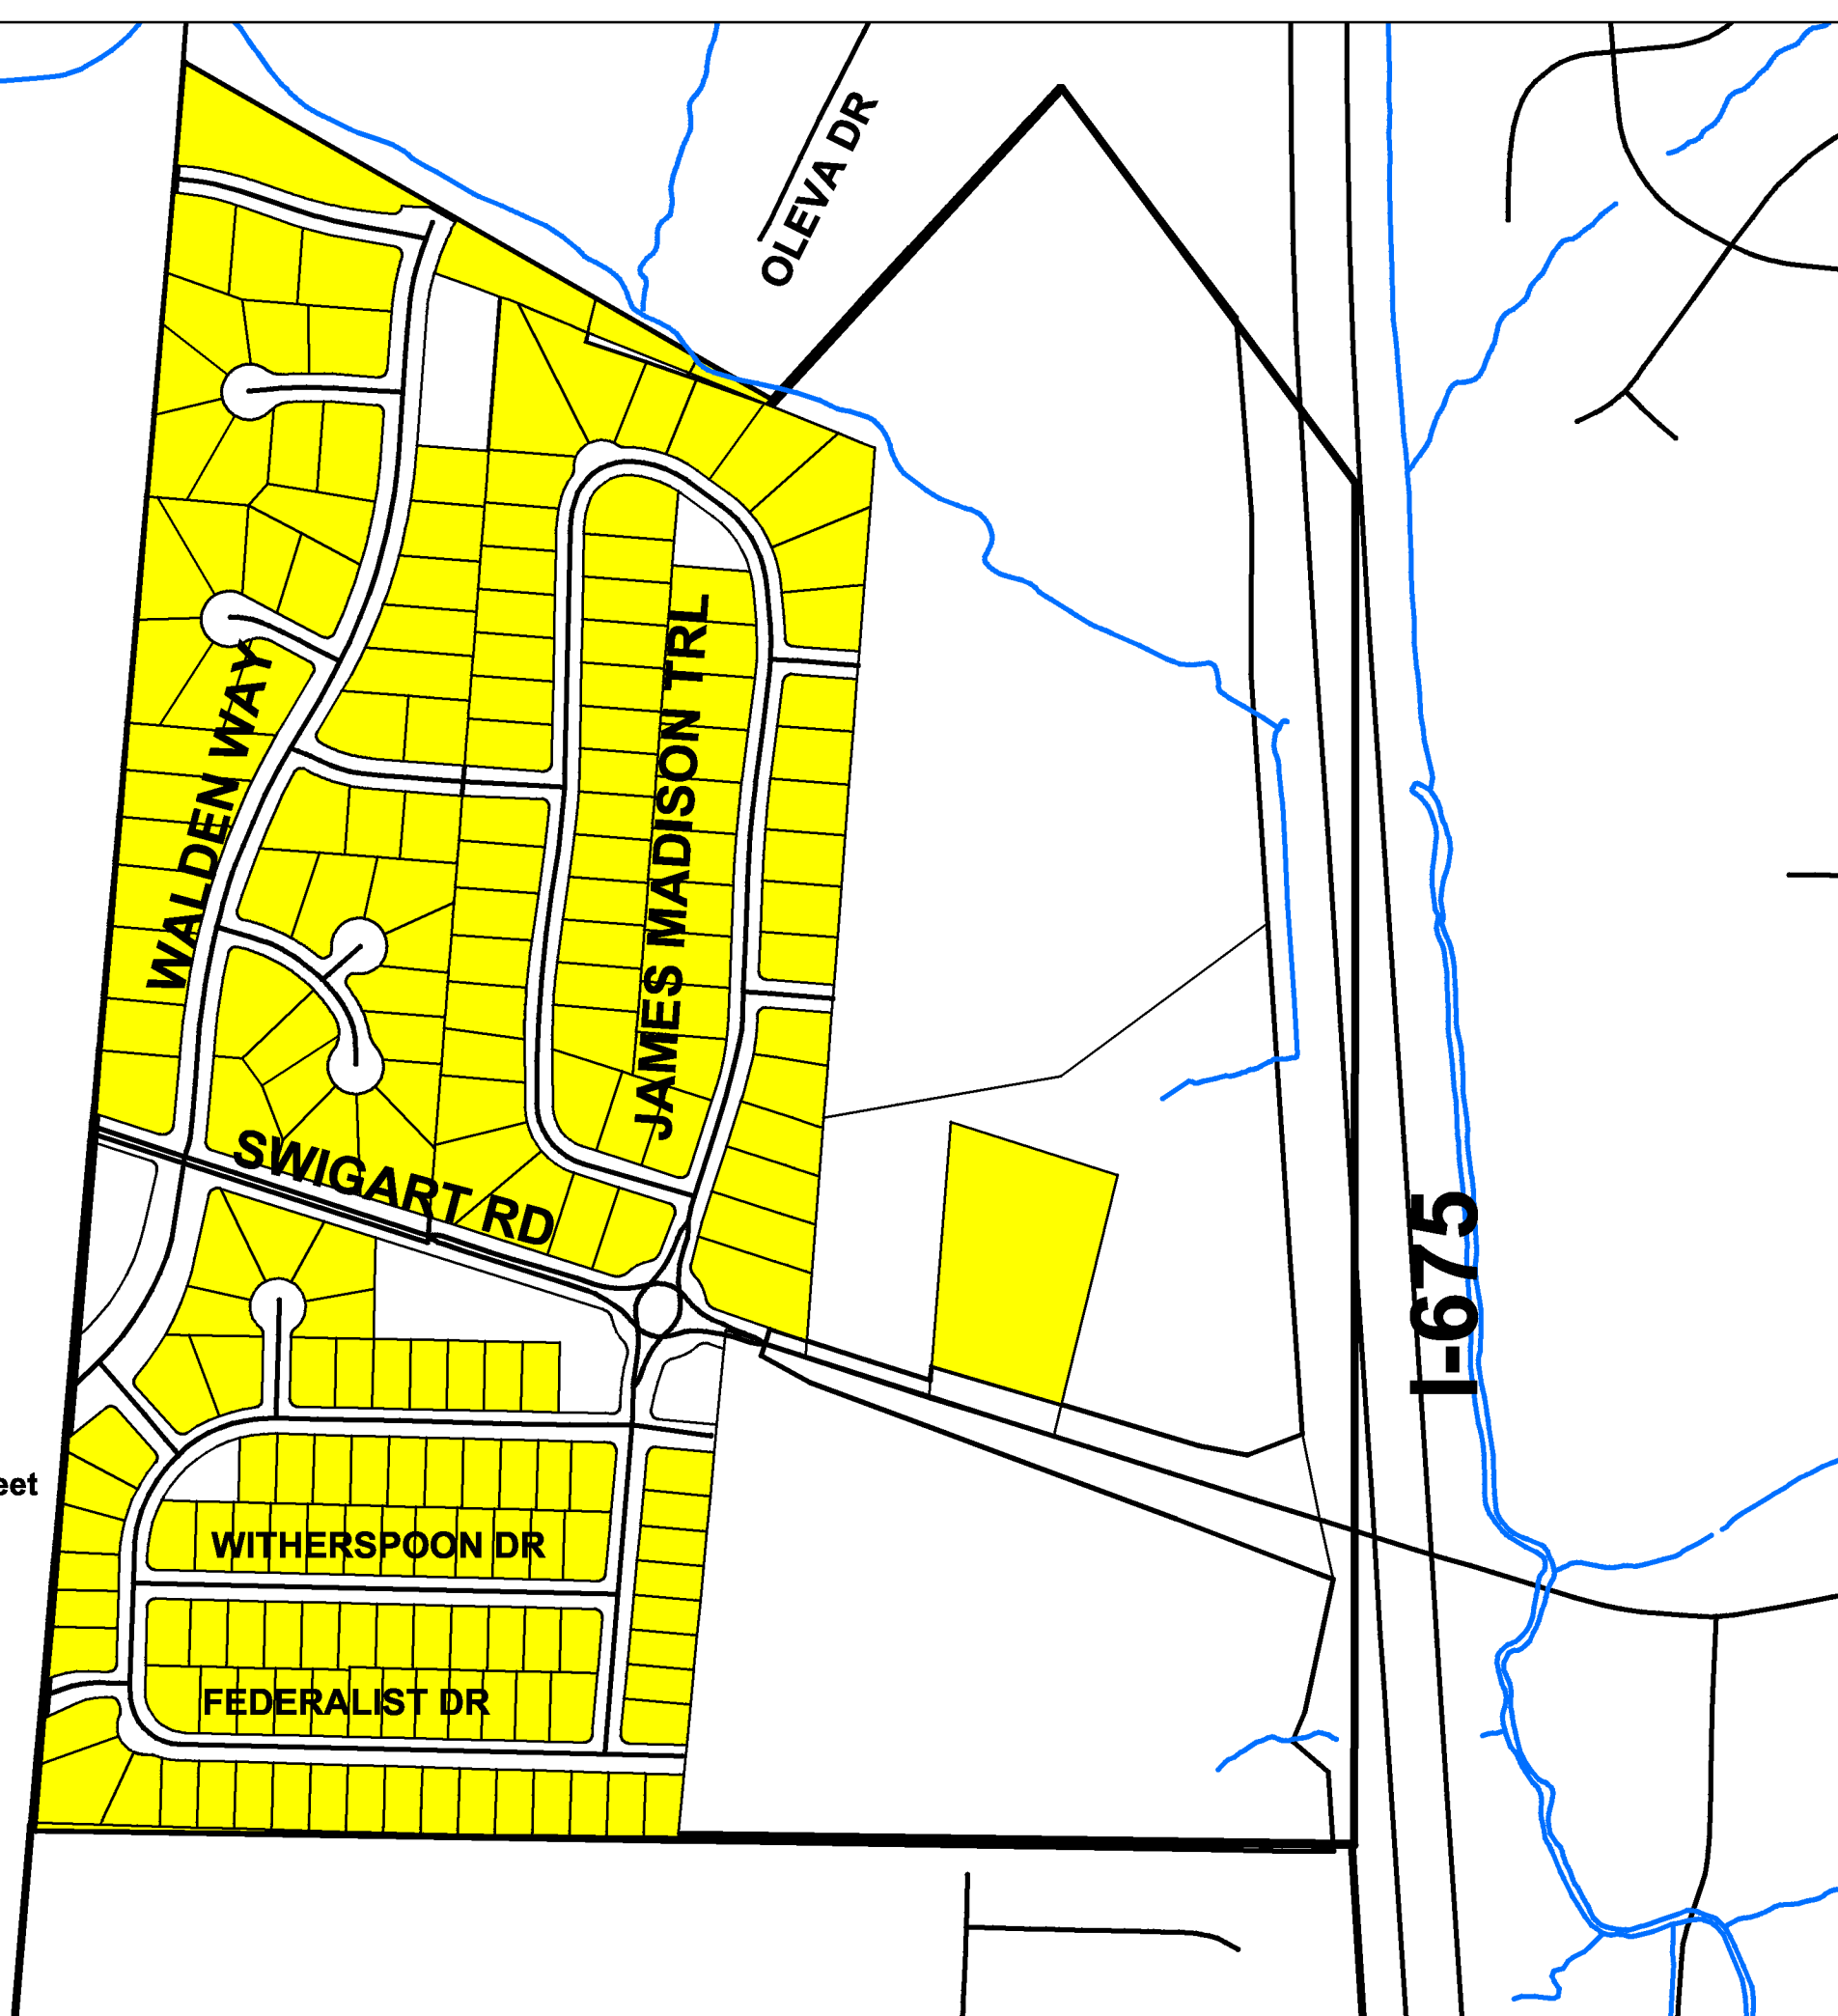 OLEVA DR
WALDEN WAY
JAMES MADISON TRL
SWIGART RD
I-675
eet
WITHERSPOON DR
FEDERALIST DR